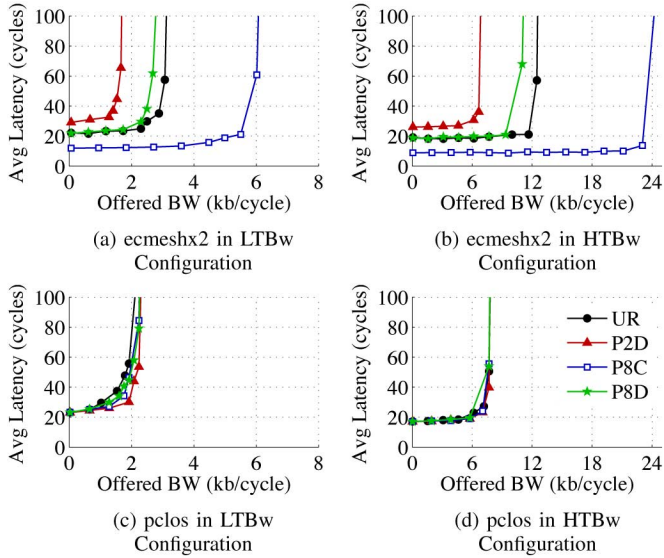 Avg Latency (cycles)
100
80
60
40
20
0
0 2 4 6 8
Offered BW (kb/cycle)
(a) ecmeshx2 in LTBw
Configuration
Avg Latency (cycles)
100
80
60
40
20
0
0 6 12 18 24
Offered BW (kb/cycle)
(b) ecmeshx2 in HTBw
Configuration
Avg Latency (cycles)
100
80
60
40
20
0
0 2 4 6 8
Offered BW (kb/cycle)
(c) pclos in LTBw
Configuration
Avg Latency (cycles)
100
80
60
40
20
0
UR
P2D
P8C
P8D
0 6 12 18 24
Offered BW (kb/cycle)
(d) pclos in HTBw
Configuration